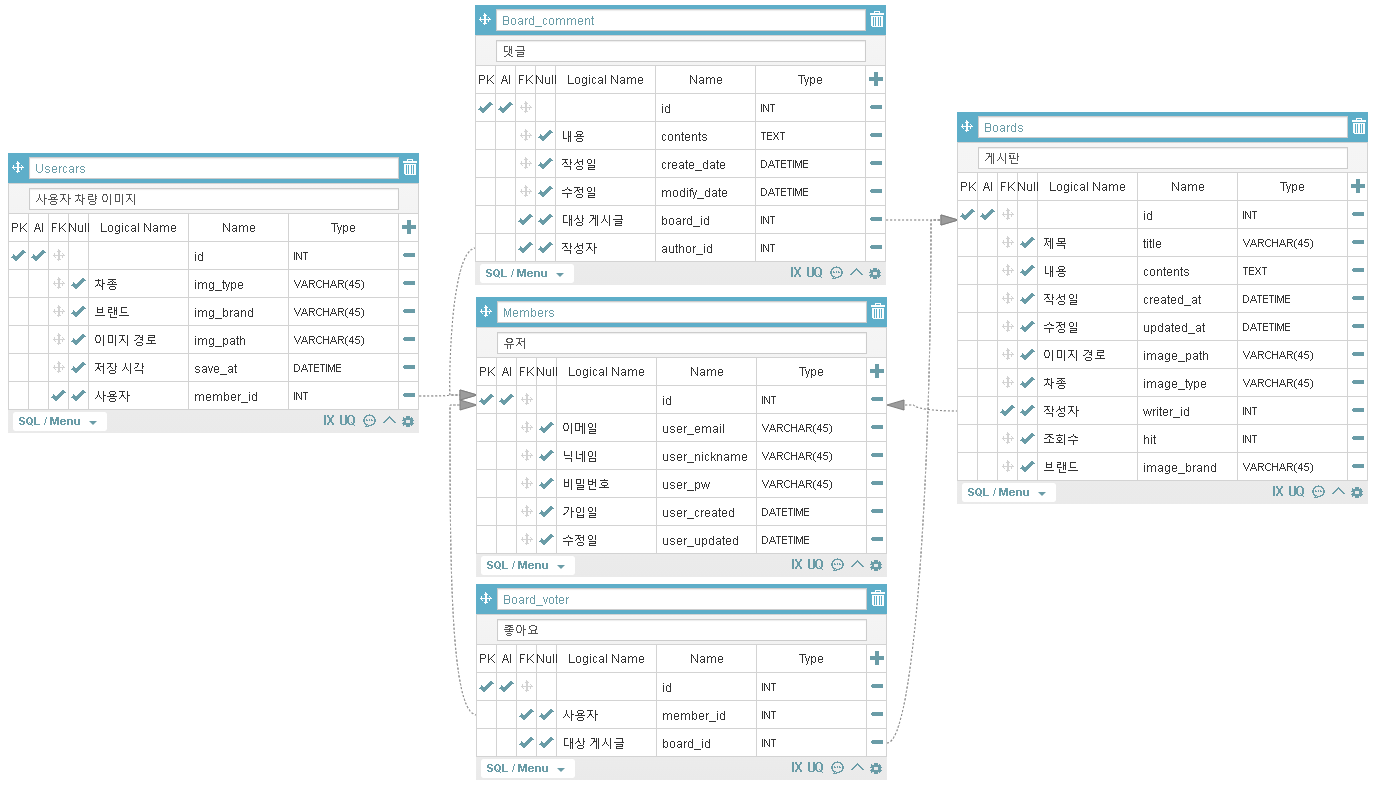 Usercars
사용자 차량 이미지
PK AI FK Null Logical Name Name Type
id INT
차종 img_type VARCHAR(45)
브랜드 img_brand VARCHAR(45)
이미지 경로 img_path VARCHAR(45)
저장 시각 save_at DATETIME
사용자 member_id INT
SQL / Menu IX UQ
Board_comment
댓글
PK AI FK Null Logical Name Name Type
id INT
내용 contents TEXT
작성일 create_date DATETIME
수정일 modify_date DATETIME
대상 게시글 board_id INT
작성자 author_id INT
SQL / Menu IX UQ
Members
유저
PK AI FK Null Logical Name Name Type
id INT
이메일 user_email VARCHAR(45)
닉네임 user_nickname VARCHAR(45)
비밀번호 user_pw VARCHAR(45)
가입일 user_created DATETIME
수정일 user_updated DATETIME
SQL / Menu IX UQ
Board_voter
좋아요
PK AI FK Null Logical Name Name Type
id INT
사용자 member_id INT
대상 게시글 board_id INT
SQL / Menu IX UQ
Boards
게시판
PK AI FK Null Logical Name Name Type
id INT
제목 title VARCHAR(45)
내용 contents TEXT
작성일 created_at DATETIME
수정일 updated_at DATETIME
이미지 경로 image_path VARCHAR(45)
차종 image_type VARCHAR(45)
작성자 writer_id INT
조회수 hit INT
브랜드 image_brand VARCHAR(45)
SQL / Menu IX UQ